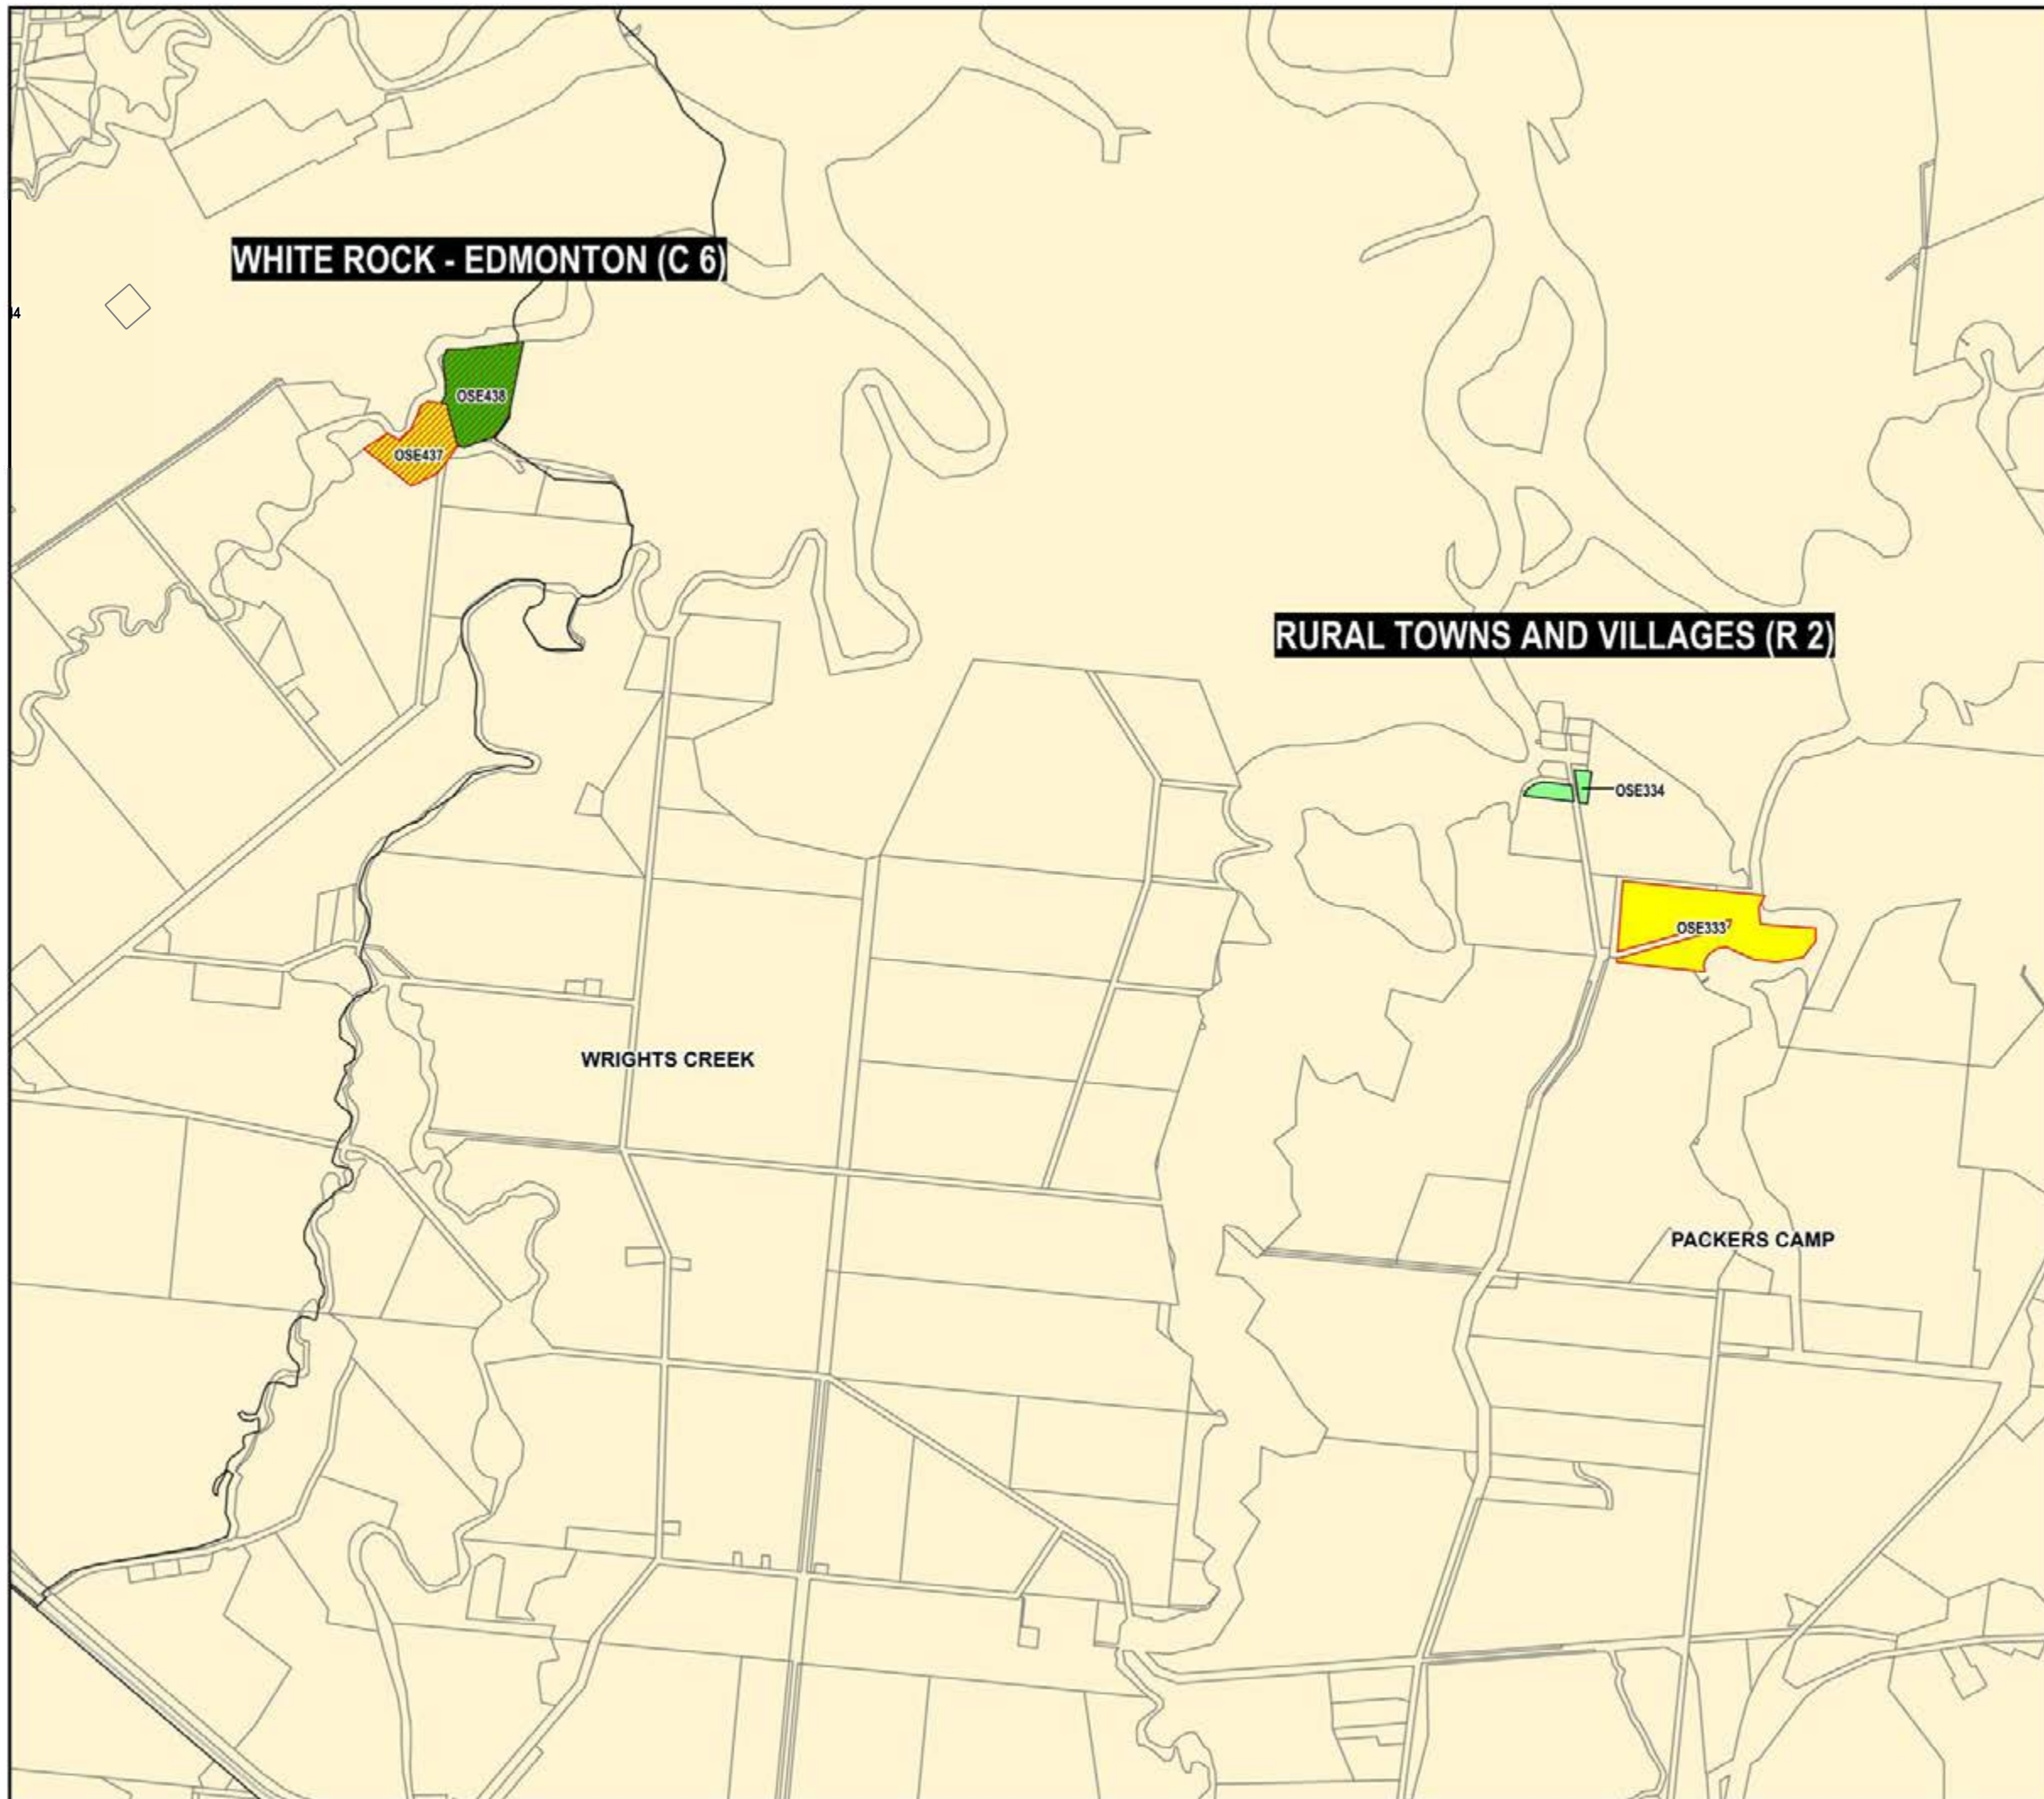 WHITE ROCK - EDMONTON (C 6)
OSE438
OSE437
RURAL TOWNS AND VILLAGES (R 2)
OSE334
OSE333
WRIGHTS CREEK
PACKERS CAMP